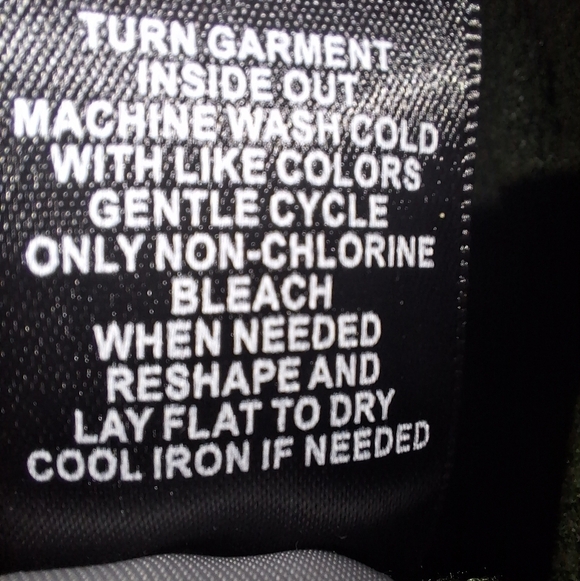 TURN GARMENT
INSIDE OUT
MACHINE WASH COLD
WITH LIKE COLORS
GENTLE CYCLE
ONLY NON-CHLORINE
BLEACH
WHEN NEEDED
RESHAPE AND
LAY FLAT TO DRY
COOL IRON IF NEEDED